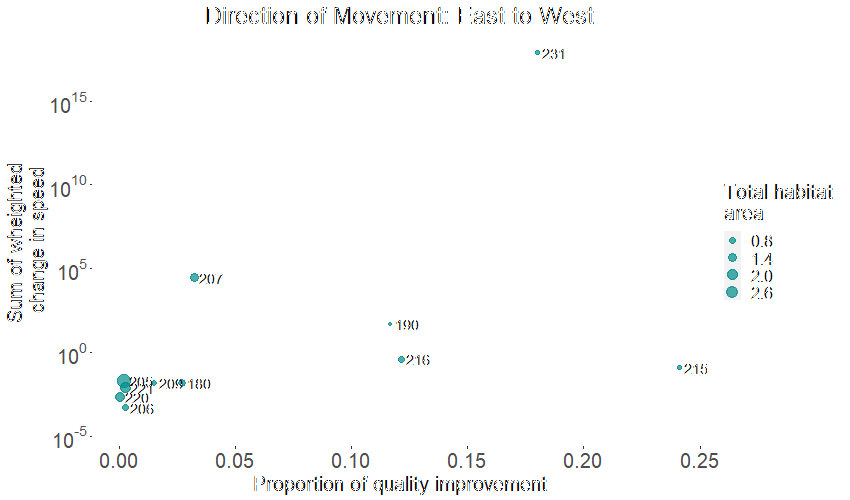 Direction of Movement: East to West
231
10^15
10^10
Sum of wheighted
change in speed
Total habitat
area
0.8
1.4
2.0
2.6
10^5
207
190
10^0
216
215
205
209
180
221
220
206
10^-5
0.00 0.05 0.10 0.15 0.20 0.25
Proportion of quality improvement